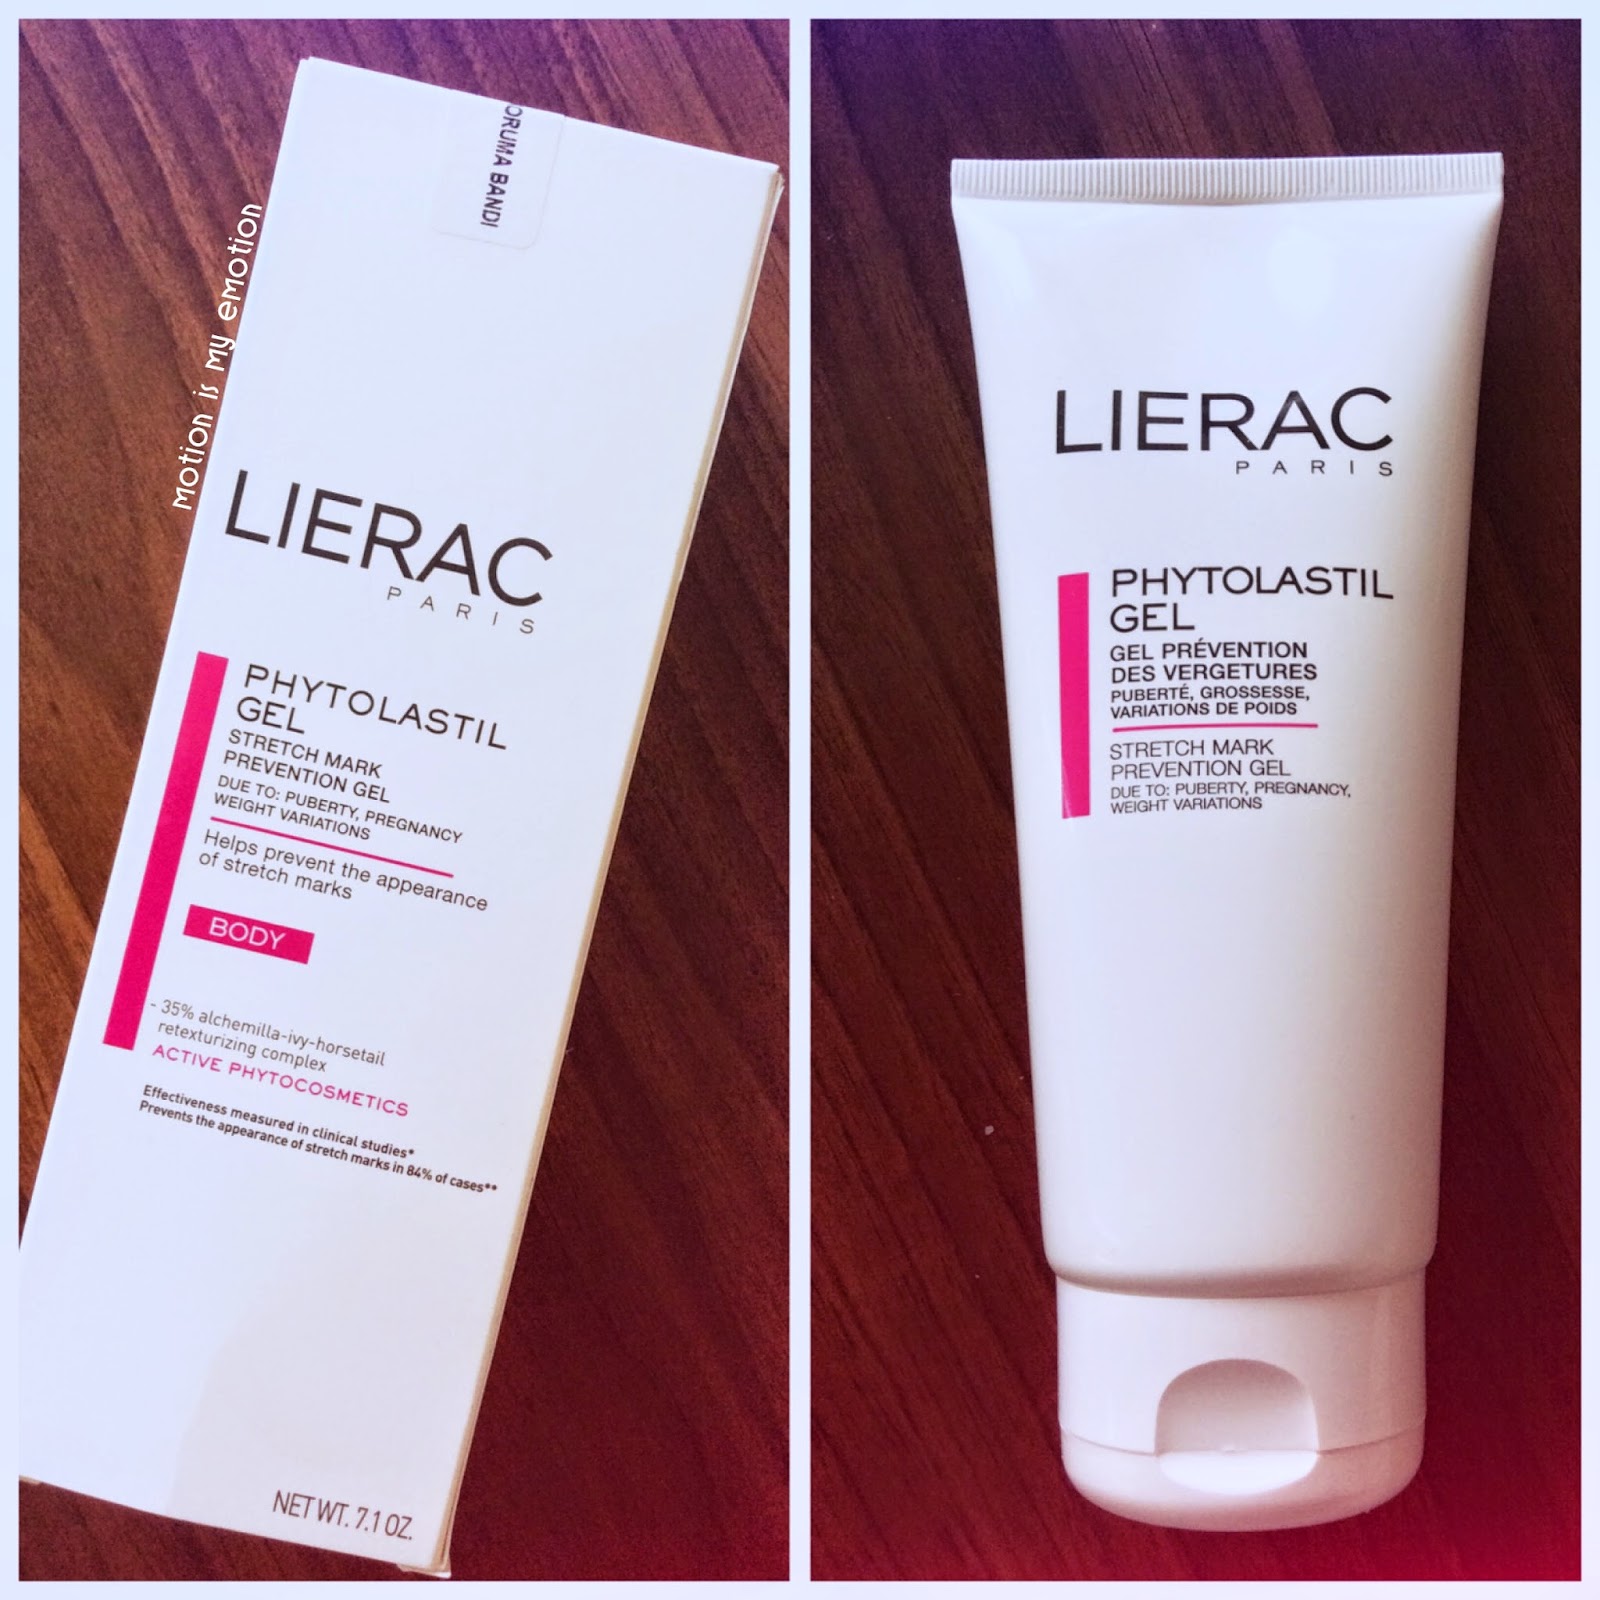 ORUMA BANDI
motion is my emotion
LIERAC
PARIS
PHYTOLASTIL
GEL
STRETCH MARK
PREVENTION GEL
DUE TO: PUBERTY, PREGNANCY
WEIGHT VARIATIONS
Helps prevent the appearance
of stretch marks
BODY
- 35% alchemilla-ivy-horsetail
retexturizing complex
ACTIVE PHYTOCOSMETICS
Effectiveness measured in clinical studies*
Prevents the appearance of stretch marks in 84% of cases**
NET WT. 7.1 OZ.
LIERAC
PARIS
PHYTOLASTIL
GEL
GEL PRÉVENTION
DES VERGETURES
PUBERTÉ, GROSSESSE,
VARIATIONS DE POIDS
STRETCH MARK
PREVENTION GEL
DUE TO: PUBERTY, PREGNANCY,
WEIGHT VARIATIONS